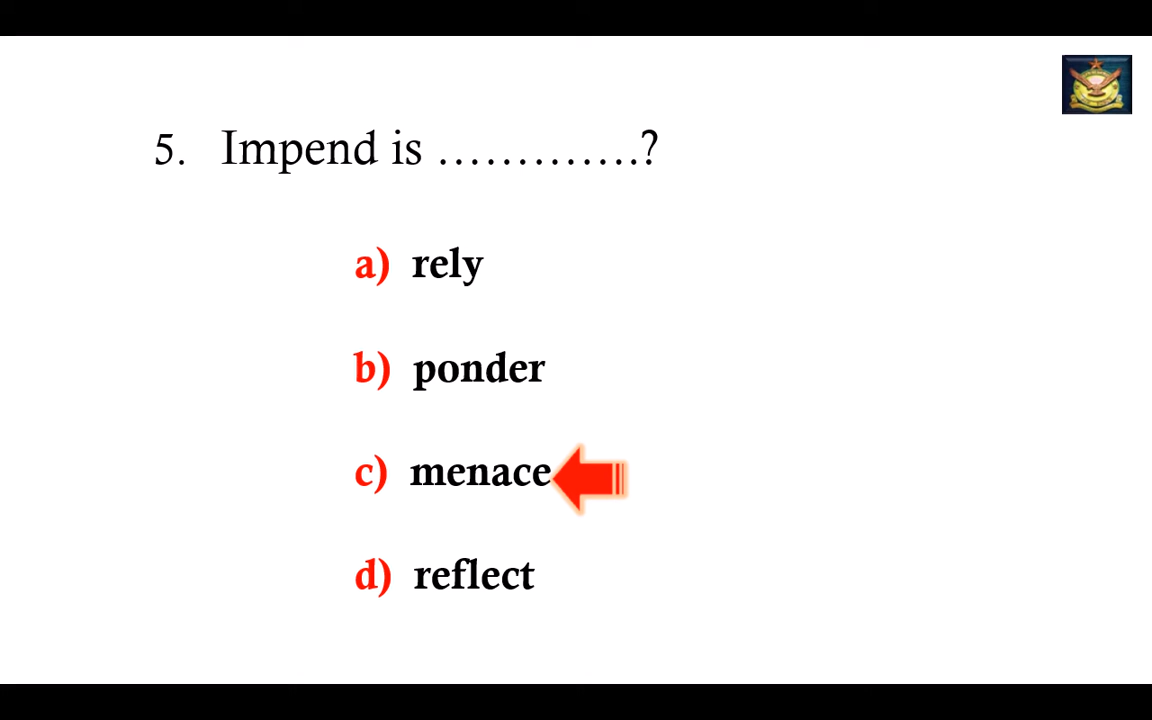 5. Impend is .............?
a) rely
b) ponder
c) menace
d) reflect